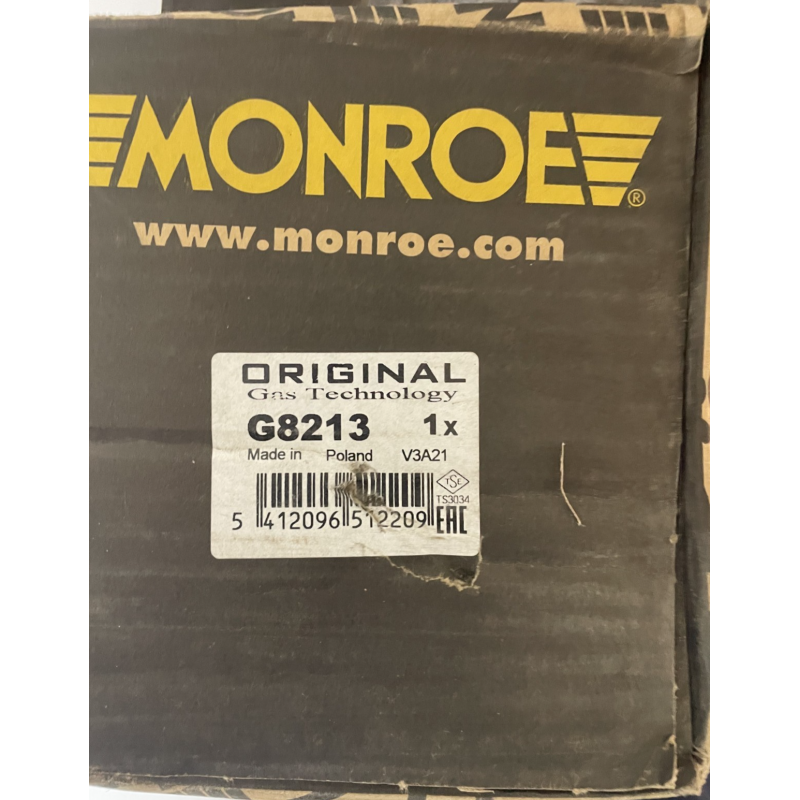 MONROE®
www.monroe.com
ORIGINAL
Gas Technology
G8213 1x
Made in Poland V3A21
TSE
TS3034
5 412096 512209 EAC